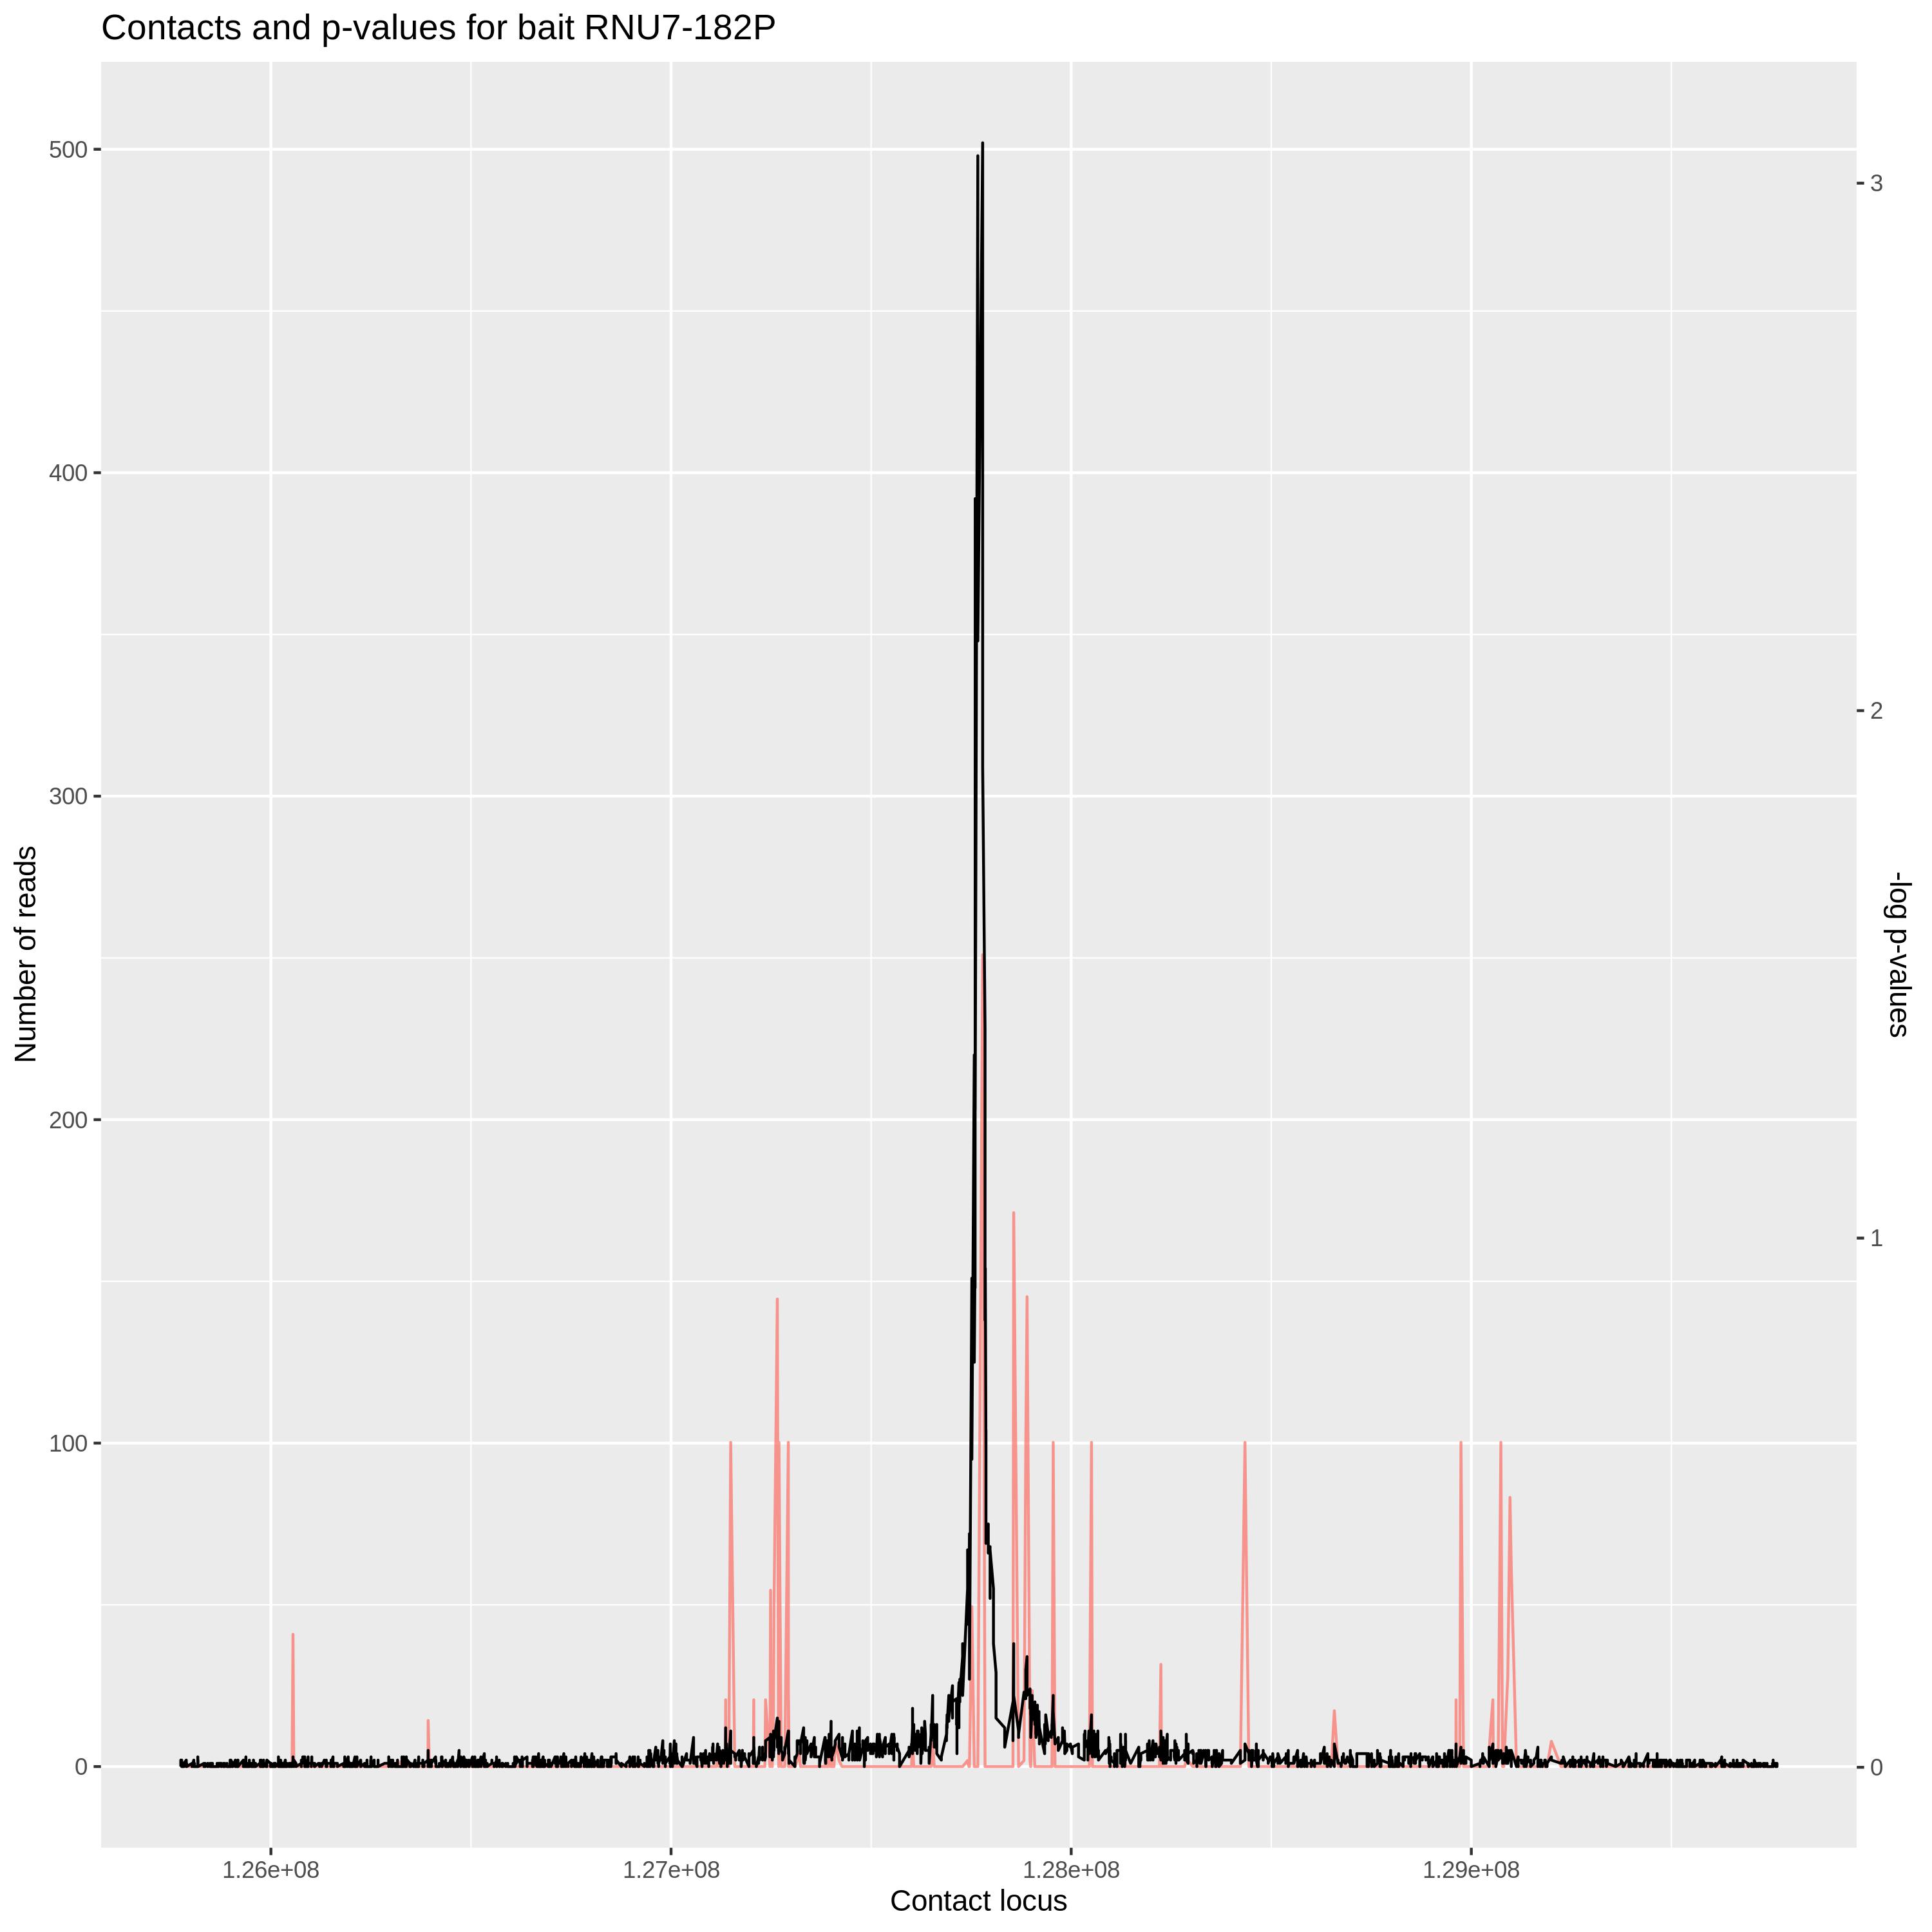 Contacts and p-values for bait RNU7-182P
500
400
300
200
100
0
Number of reads
3
2
1
0
-log p-values
1.26e+08
1.27e+08
1.28e+08
1.29e+08
Contact locus